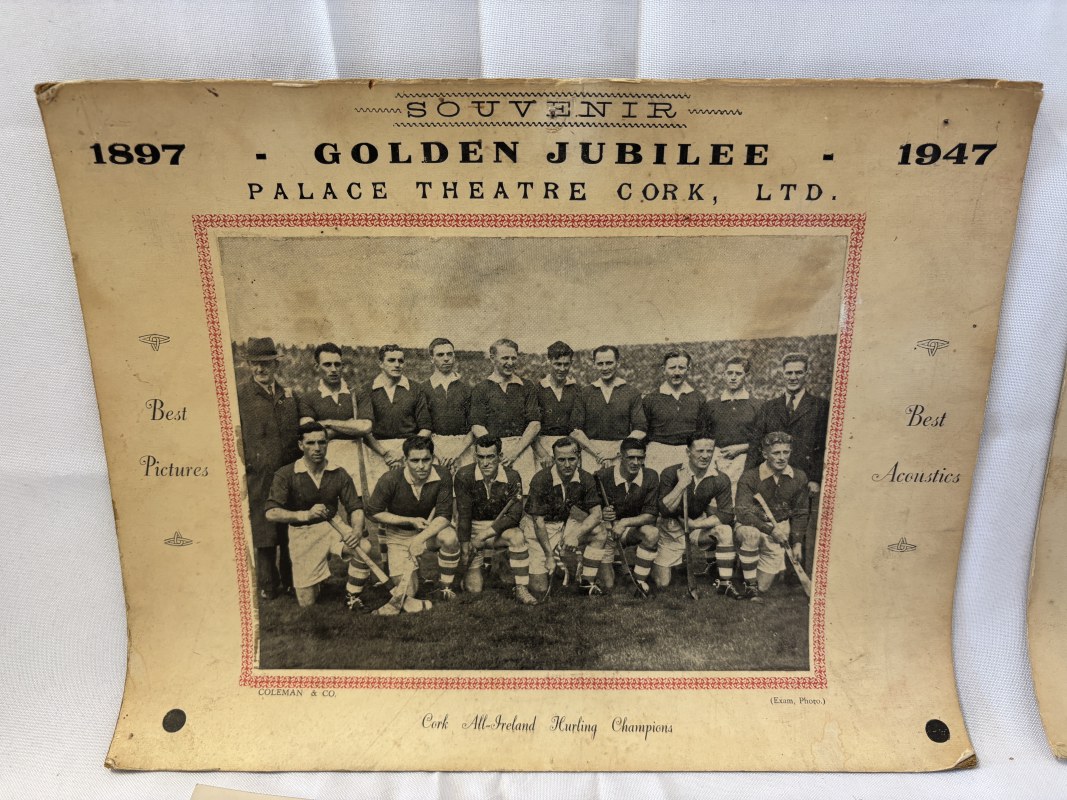 SOUVENIR
1897 - GOLDEN JUBILEE - 1947
PALACE THEATRE CORK, LTD.
Best
Pictures
Best
Acoustics
COLEMAN & CO.
(Exam, Photo.)
Cork All-Ireland Hurling Champions